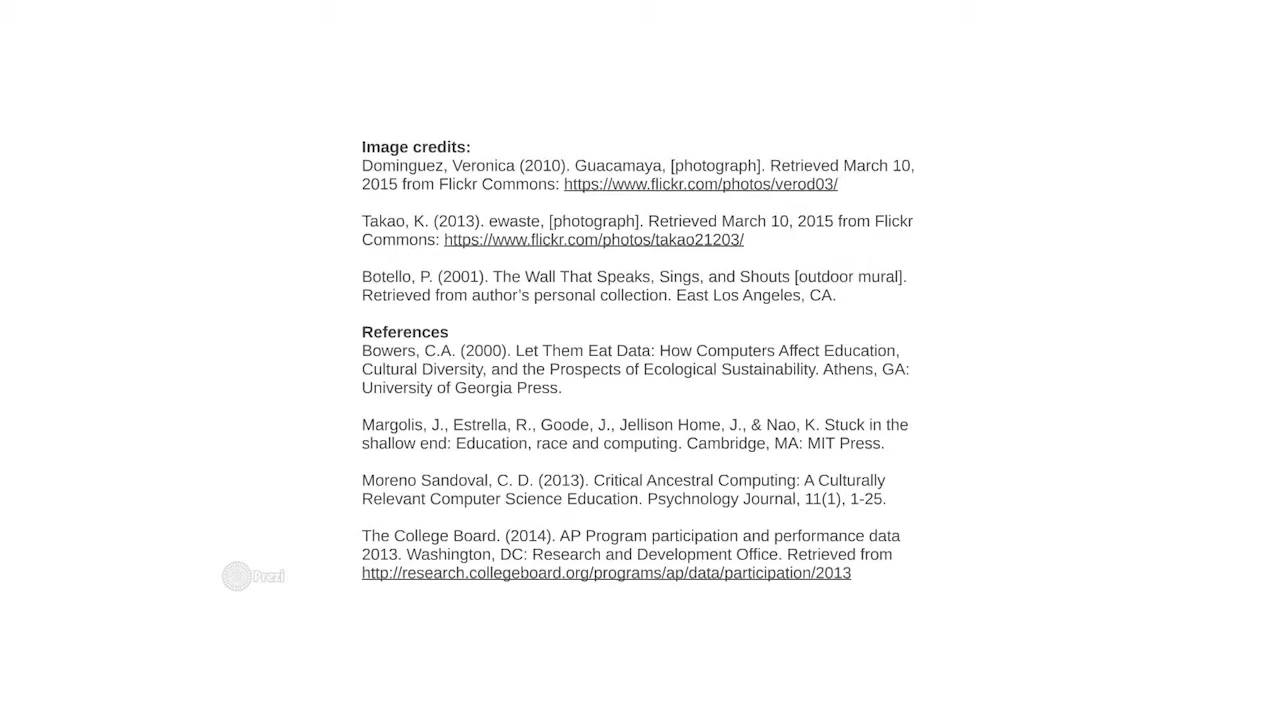 Image credits:
Dominguez, Veronica (2010). Guacamaya, [photograph]. Retrieved March 10,
2015 from Flickr Commons: https://www.flickr.com/photos/verod03/
Takao, K. (2013). ewaste, [photograph]. Retrieved March 10, 2015 from Flickr
Commons: https://www.flickr.com/photos/takao21203/
Botello, P. (2001). The Wall That Speaks, Sings, and Shouts [outdoor mural].
Retrieved from author’s personal collection. East Los Angeles, CA.
References
Bowers, C.A. (2000). Let Them Eat Data: How Computers Affect Education,
Cultural Diversity, and the Prospects of Ecological Sustainability. Athens, GA:
University of Georgia Press.
Margolis, J., Estrella, R., Goode, J., Jellison Home, J., & Nao, K. Stuck in the
shallow end: Education, race and computing. Cambridge, MA: MIT Press.
Moreno Sandoval, C. D. (2013). Critical Ancestral Computing: A Culturally
Relevant Computer Science Education. Psychnology Journal, 11(1), 1-25.
The College Board. (2014). AP Program participation and performance data
2013. Washington, DC: Research and Development Office. Retrieved from
http://research.collegeboard.org/programs/ap/data/participation/2013
Prezi